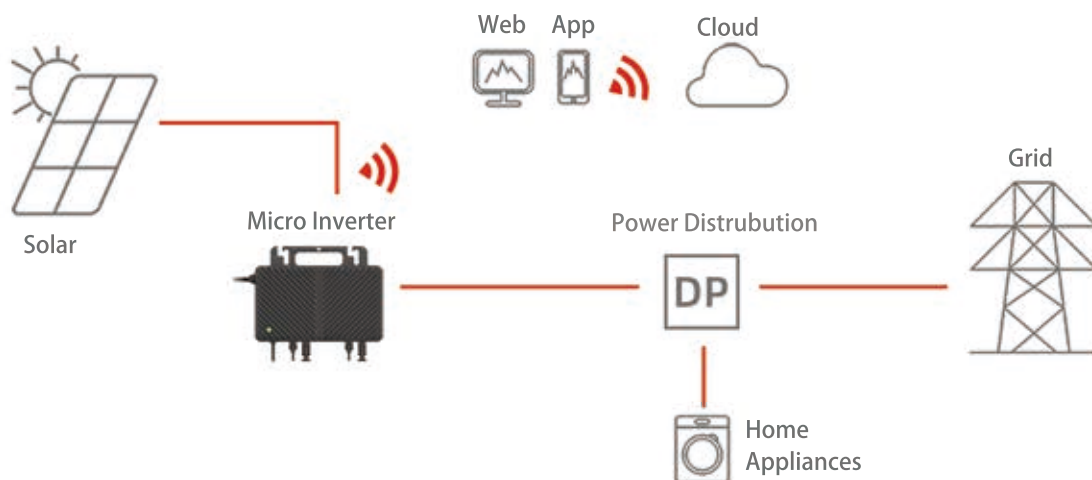 Web App Cloud
Grid
Micro Inverter
Power Distrubution
Solar
DP
Home
Appliances